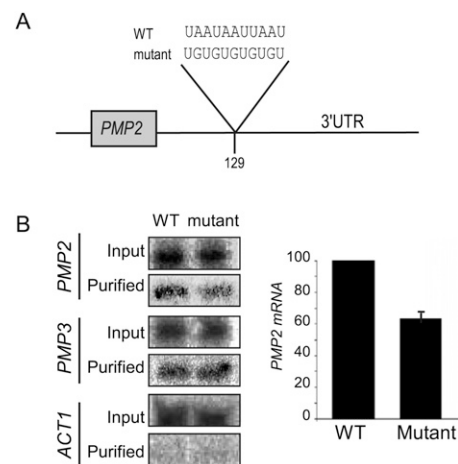 A
WT UAAUAAUUAAU
mutant UGUGUGUGUGU
PMP2
3'UTR
129
B
WT mutant
PMP2
Input
Purified
PMP3
Input
Purified
ACT1
Input
Purified
PMP2 mRNA
100
80
60
40
20
0
WT Mutant